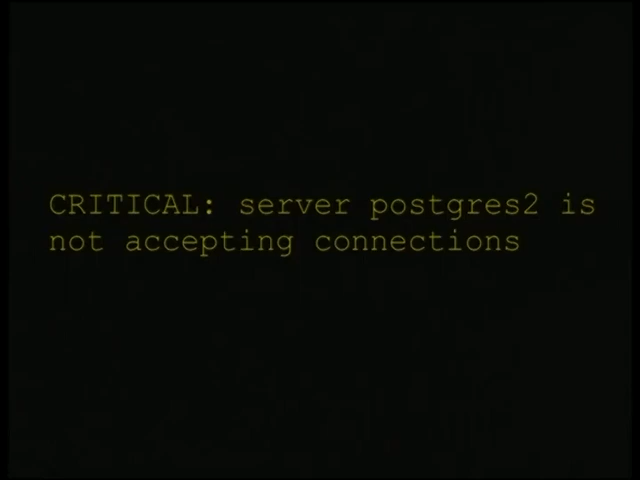 CRITICAL: server postgres2 is
not accepting connections